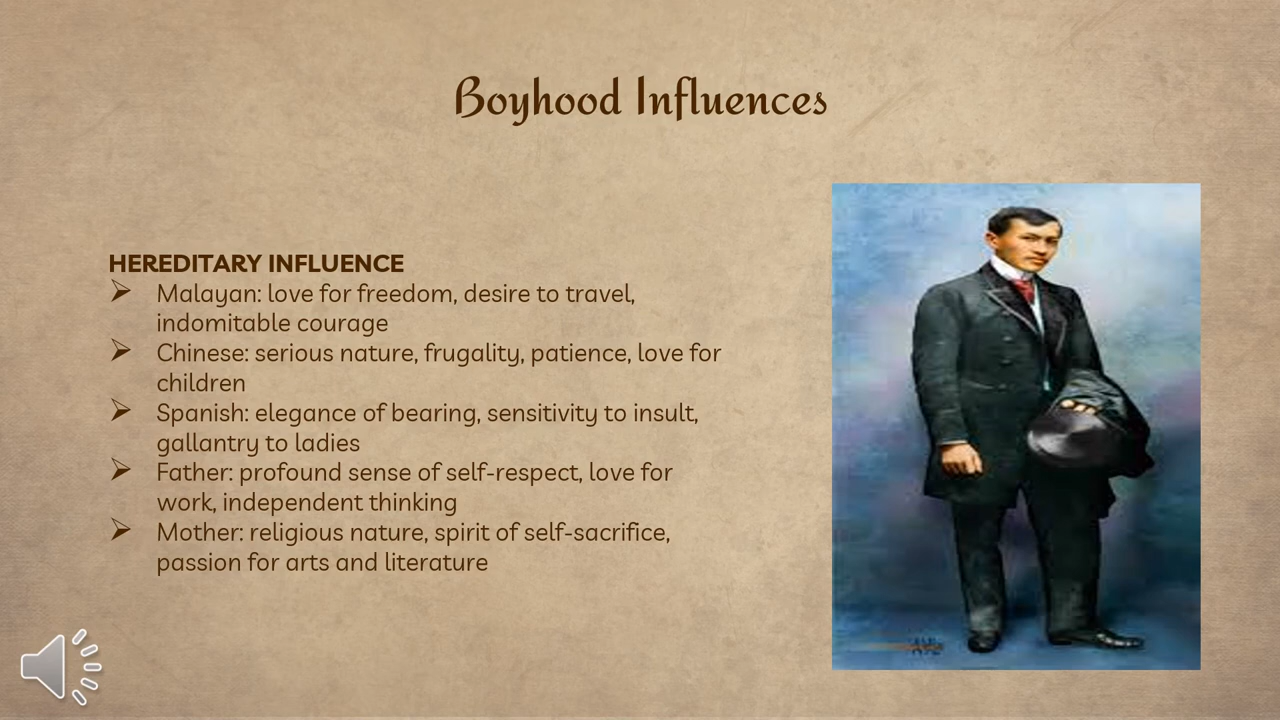 Boyhood Influences
HEREDITARY INFLUENCE
➢ Malayan: love for freedom, desire to travel,
indomitable courage
➢ Chinese: serious nature, frugality, patience, love for
children
➢ Spanish: elegance of bearing, sensitivity to insult,
gallantry to ladies
➢ Father: profound sense of self-respect, love for
work, independent thinking
➢ Mother: religious nature, spirit of self-sacrifice,
passion for arts and literature